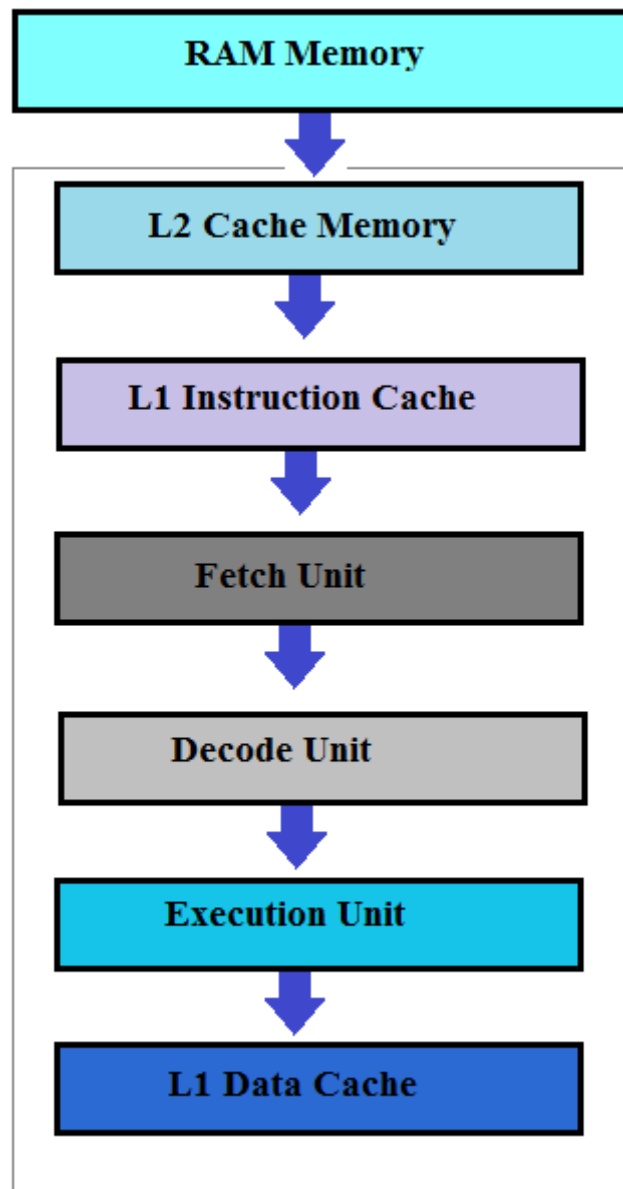 RAM Memory
L2 Cache Memory
L1 Instruction Cache
Fetch Unit
Decode Unit
Execution Unit
L1 Data Cache